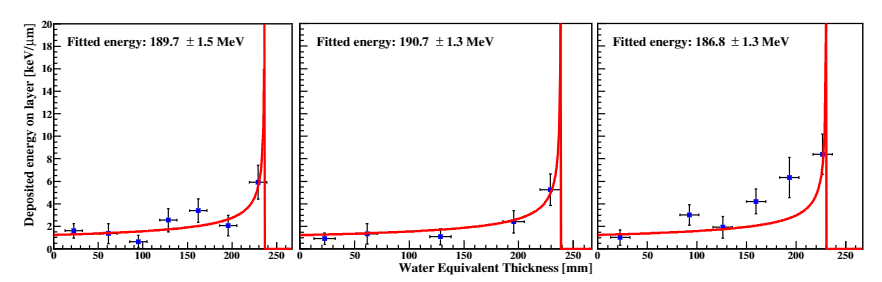 Deposited energy on layer [keV/μm]
20
18
16
14
12
10
8
6
4
2
0
Fitted energy: 189.7 ± 1.5 MeV
Fitted energy: 190.7 ± 1.3 MeV
Fitted energy: 186.8 ± 1.3 MeV
0 50 100 150 200 250
0 50 100 150 200 250
0 50 100 150 200 250
Water Equivalent Thickness [mm]